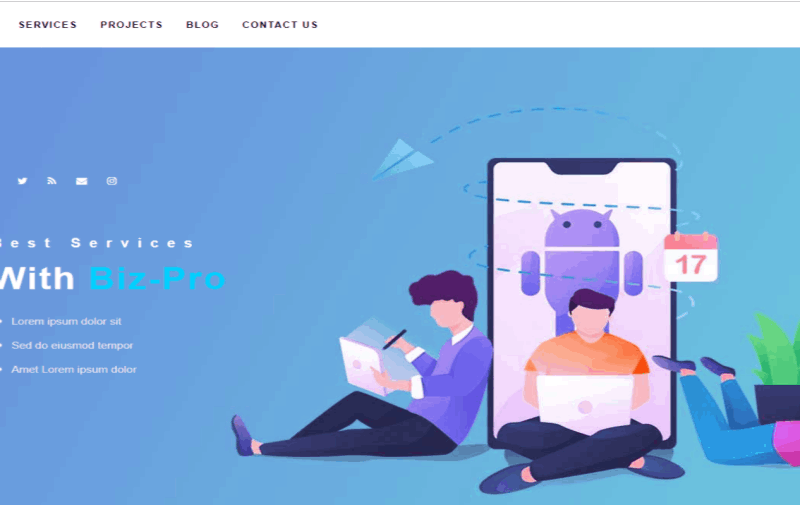 SERVICES PROJECTS BLOG CONTACT US
Best Services
With Biz-Pro
Lorem ipsum dolor sit
Sed do eiusmod tempor
Amet Lorem ipsum dolor
17